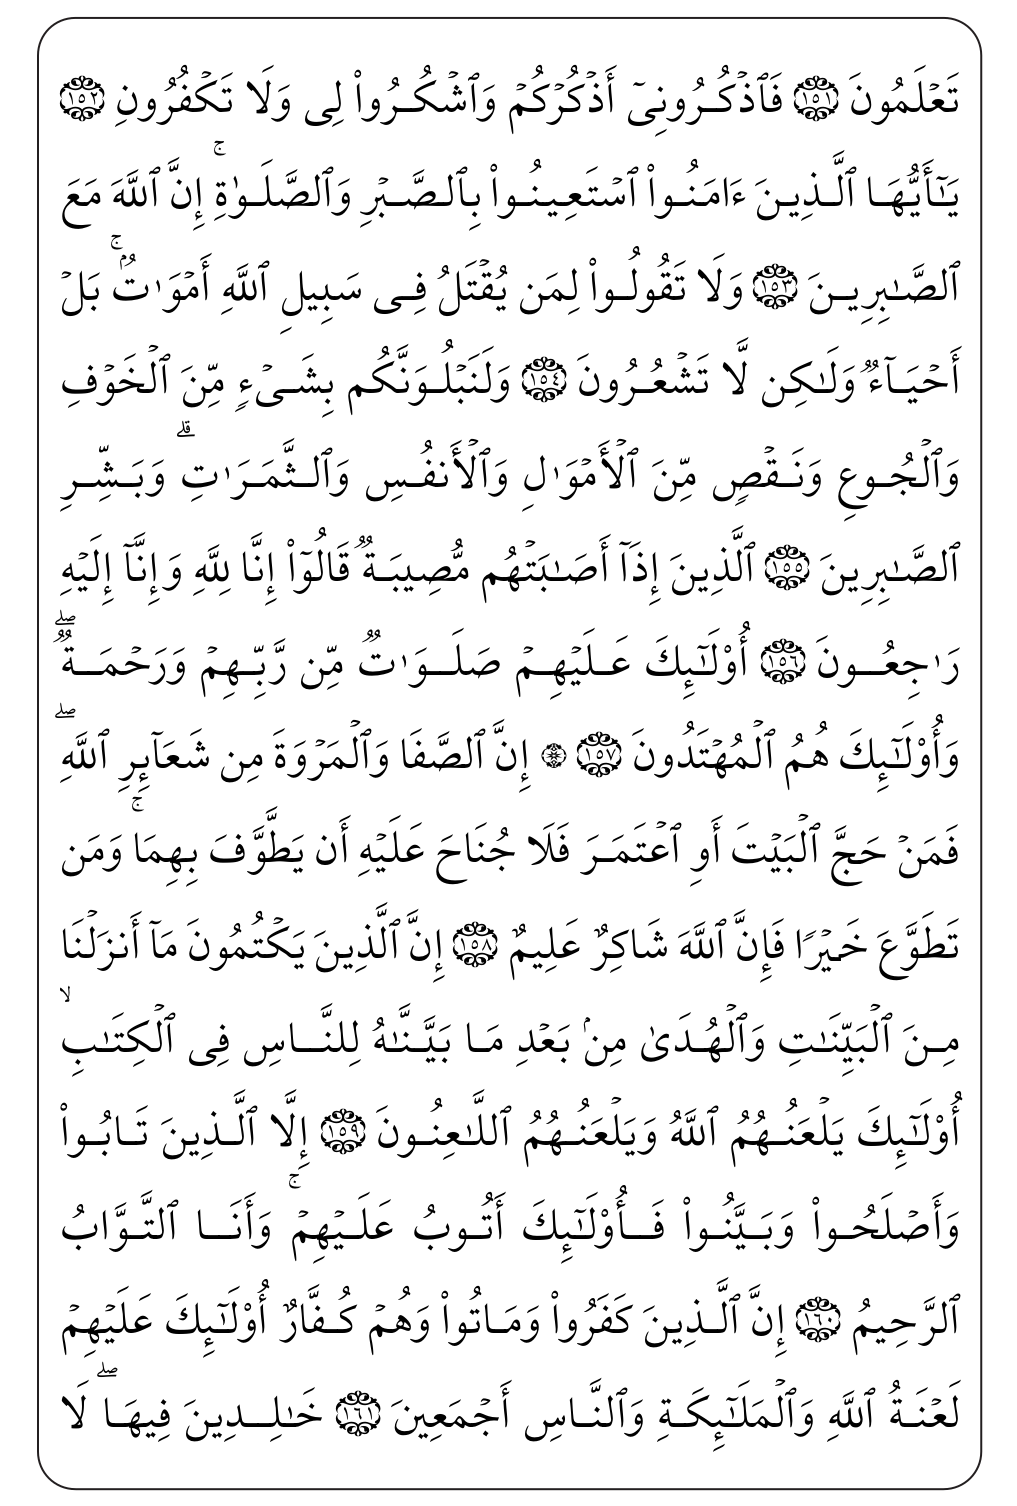 تَعۡلَمُونَ ١٥١ فَٱذۡكُرُونِيٓ أَذۡكُرۡكُمۡ وَٱشۡكُرُواْ لِي وَلَا تَكۡفُرُونِ ١٥٢
يَٰٓأَيُّهَا ٱلَّذِينَ ءَامَنُواْ ٱسۡتَعِينُواْ بِٱلصَّبۡرِ وَٱلصَّلَوٰةِۚ إِنَّ ٱللَّهَ مَعَ
ٱلصَّٰبِرِينَ ١٥٣ وَلَا تَقُولُواْ لِمَن يُقۡتَلُ فِي سَبِيلِ ٱللَّهِ أَمۡوَٰتُۢۚ بَلۡ
أَحۡيَآءٞ وَلَٰكِن لَّا تَشۡعُرُونَ ١٥٤ وَلَنَبۡلُوَنَّكُم بِشَيۡءٖ مِّنَ ٱلۡخَوۡفِ
وَٱلۡجُوعِ وَنَقۡصٖ مِّنَ ٱلۡأَمۡوَٰلِ وَٱلۡأَنفُسِ وَٱلثَّمَرَٰتِۗ وَبَشِّرِ
ٱلصَّٰبِرِينَ ١٥٥ ٱلَّذِينَ إِذَآ أَصَٰبَتۡهُم مُّصِيبَةٞ قَالُوٓاْ إِنَّا لِلَّهِ وَإِنَّآ إِلَيۡهِ
رَٰجِعُونَ ١٥٦ أُوْلَٰٓئِكَ عَلَيۡهِمۡ صَلَوَٰتٞ مِّن رَّبِّهِمۡ وَرَحۡمَةٞۖ
وَأُوْلَٰٓئِكَ هُمُ ٱلۡمُهۡتَدُونَ ١٥٧ ۞ إِنَّ ٱلصَّفَا وَٱلۡمَرۡوَةَ مِن شَعَآئِرِ ٱللَّهِۖ
فَمَنۡ حَجَّ ٱلۡبَيۡتَ أَوِ ٱعۡتَمَرَ فَلَا جُنَاحَ عَلَيۡهِ أَن يَطَّوَّفَ بِهِمَاۚ وَمَن
تَطَوَّعَ خَيۡرٗا فَإِنَّ ٱللَّهَ شَاكِرٌ عَلِيمٌ ١٥٨ إِنَّ ٱلَّذِينَ يَكۡتُمُونَ مَآ أَنزَلۡنَا
مِنَ ٱلۡبَيِّنَٰتِ وَٱلۡهُدَىٰ مِنۢ بَعۡدِ مَا بَيَّنَّٰهُ لِلنَّاسِ فِي ٱلۡكِتَٰبِۙ
أُوْلَٰٓئِكَ يَلۡعَنُهُمُ ٱللَّهُ وَيَلۡعَنُهُمُ ٱللَّٰعِنُونَ ١٥٩ إِلَّا ٱلَّذِينَ تَابُواْ
وَأَصۡلَحُواْ وَبَيَّنُواْ فَأُوْلَٰٓئِكَ أَتُوبُ عَلَيۡهِمۡۚ وَأَنَا ٱلتَّوَّابُ
ٱلرَّحِيمُ ١٦٠ إِنَّ ٱلَّذِينَ كَفَرُواْ وَمَاتُواْ وَهُمۡ كُفَّارٌ أُوْلَٰٓئِكَ عَلَيۡهِمۡ
لَعۡنَةُ ٱللَّهِ وَٱلۡمَلَٰٓئِكَةِ وَٱلنَّاسِ أَجۡمَعِينَ ١٦١ خَٰلِدِينَ فِيهَاۖ لَا